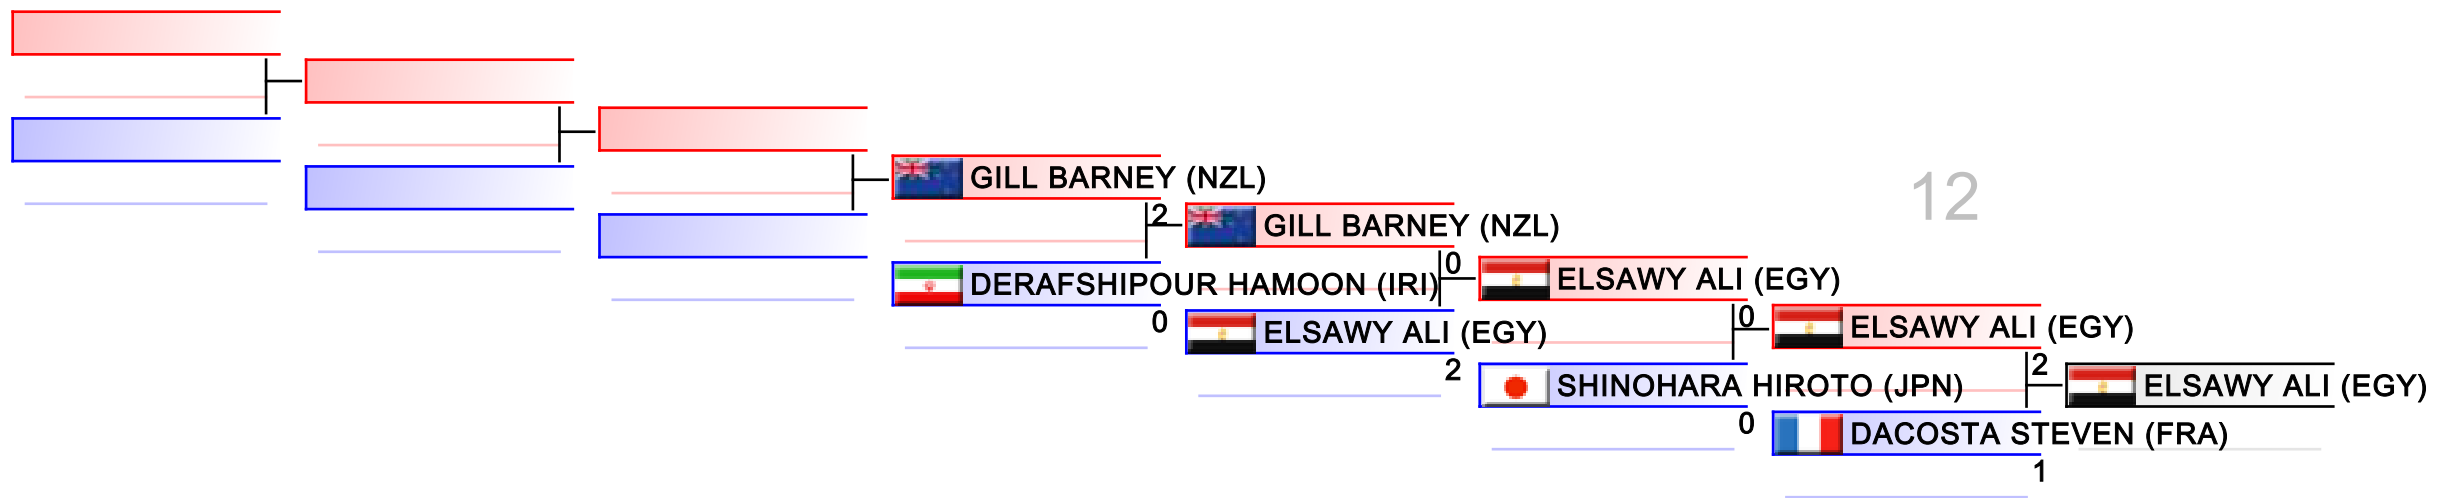 GILL BARNEY (NZL)
2
DERAFSHIPOUR HAMOON (IRI)
0
GILL BARNEY (NZL)
0
ELSAWY ALI (EGY)
2
ELSAWY ALI (EGY)
0
SHINOHARA HIROTO (JPN)
0
12
ELSAWY ALI (EGY)
2
DACOSTA STEVEN (FRA)
1
ELSAWY ALI (EGY)